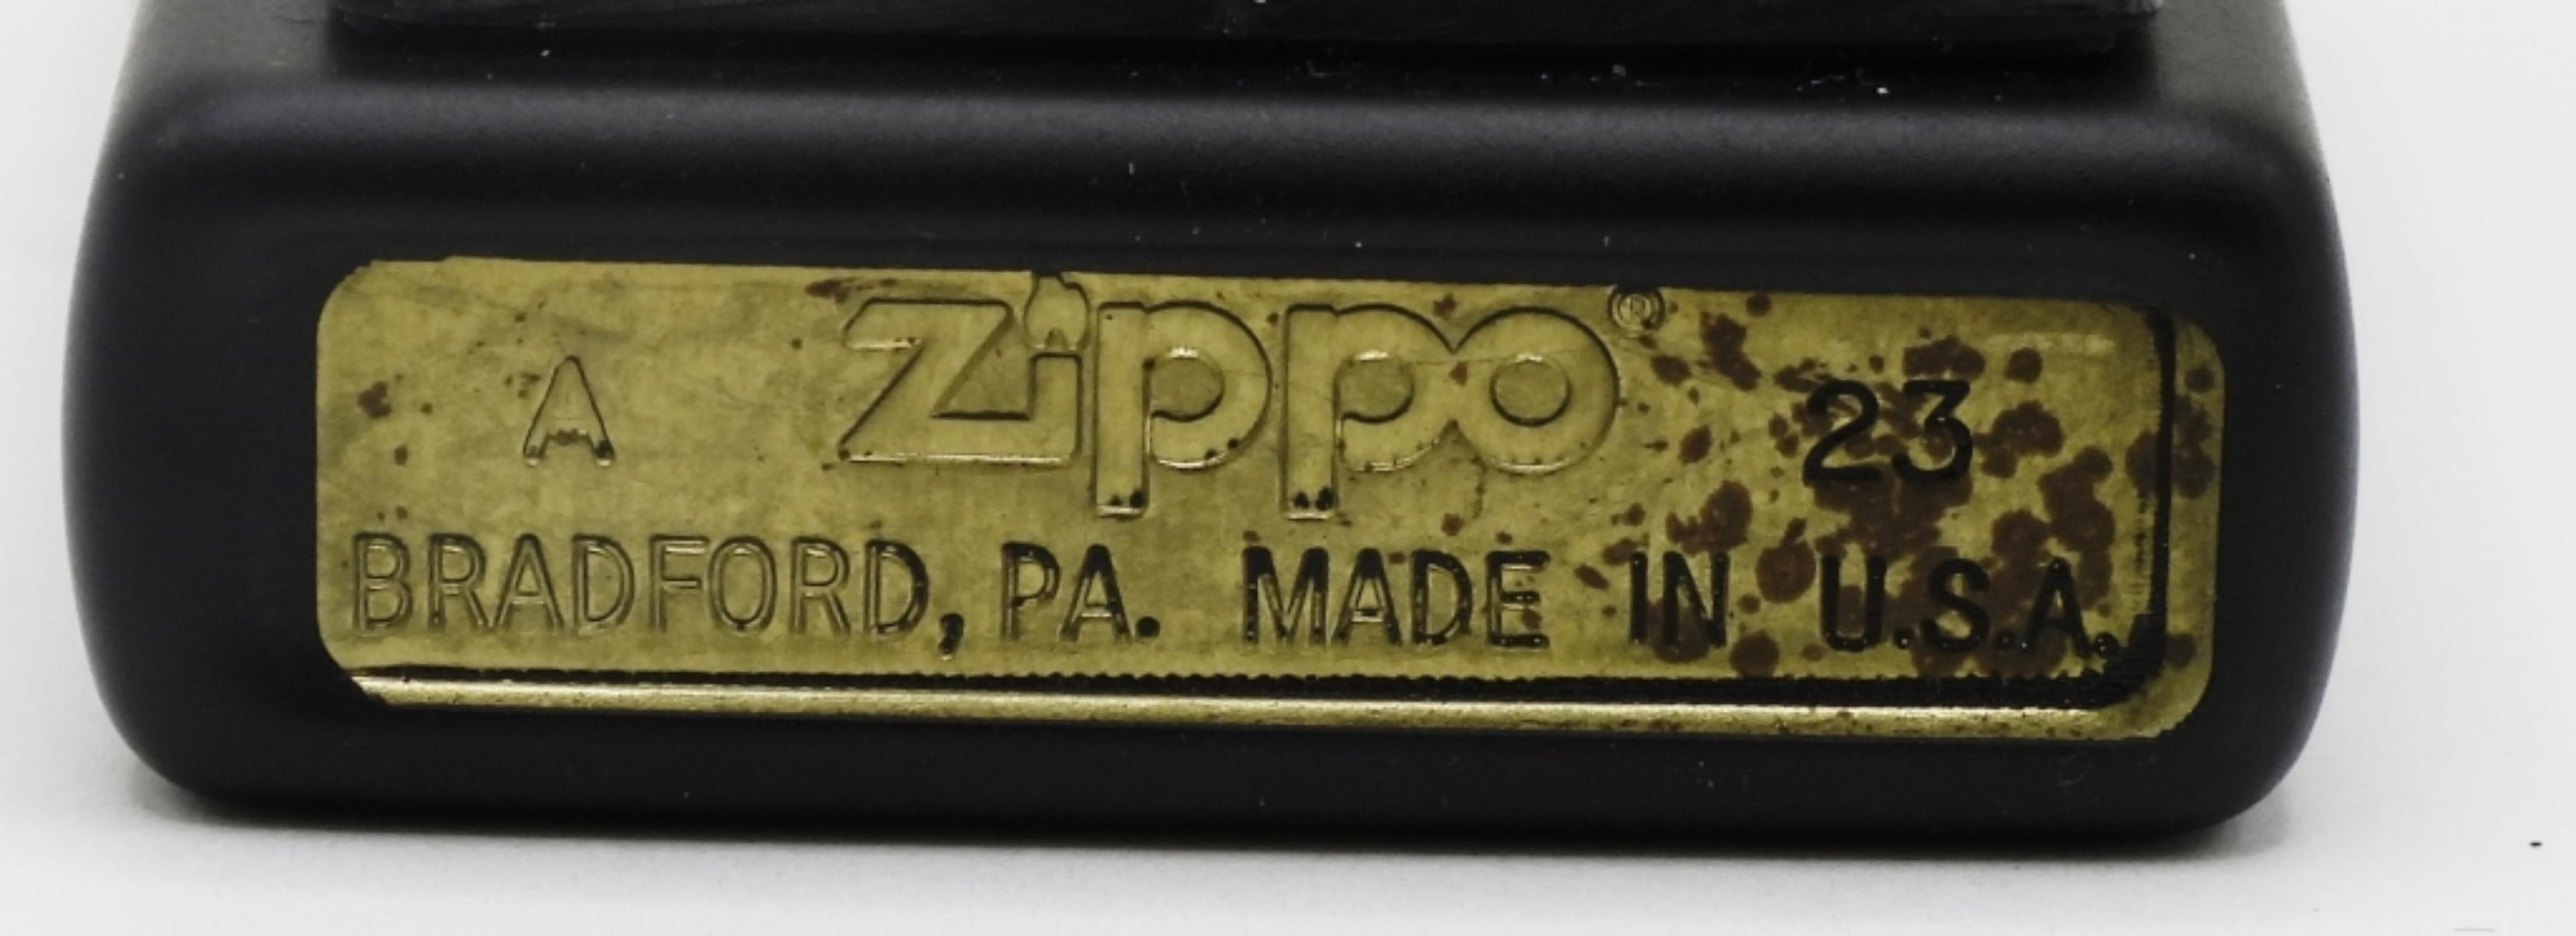 A Zippo® 23
BRADFORD, PA. MADE IN U.S.A.